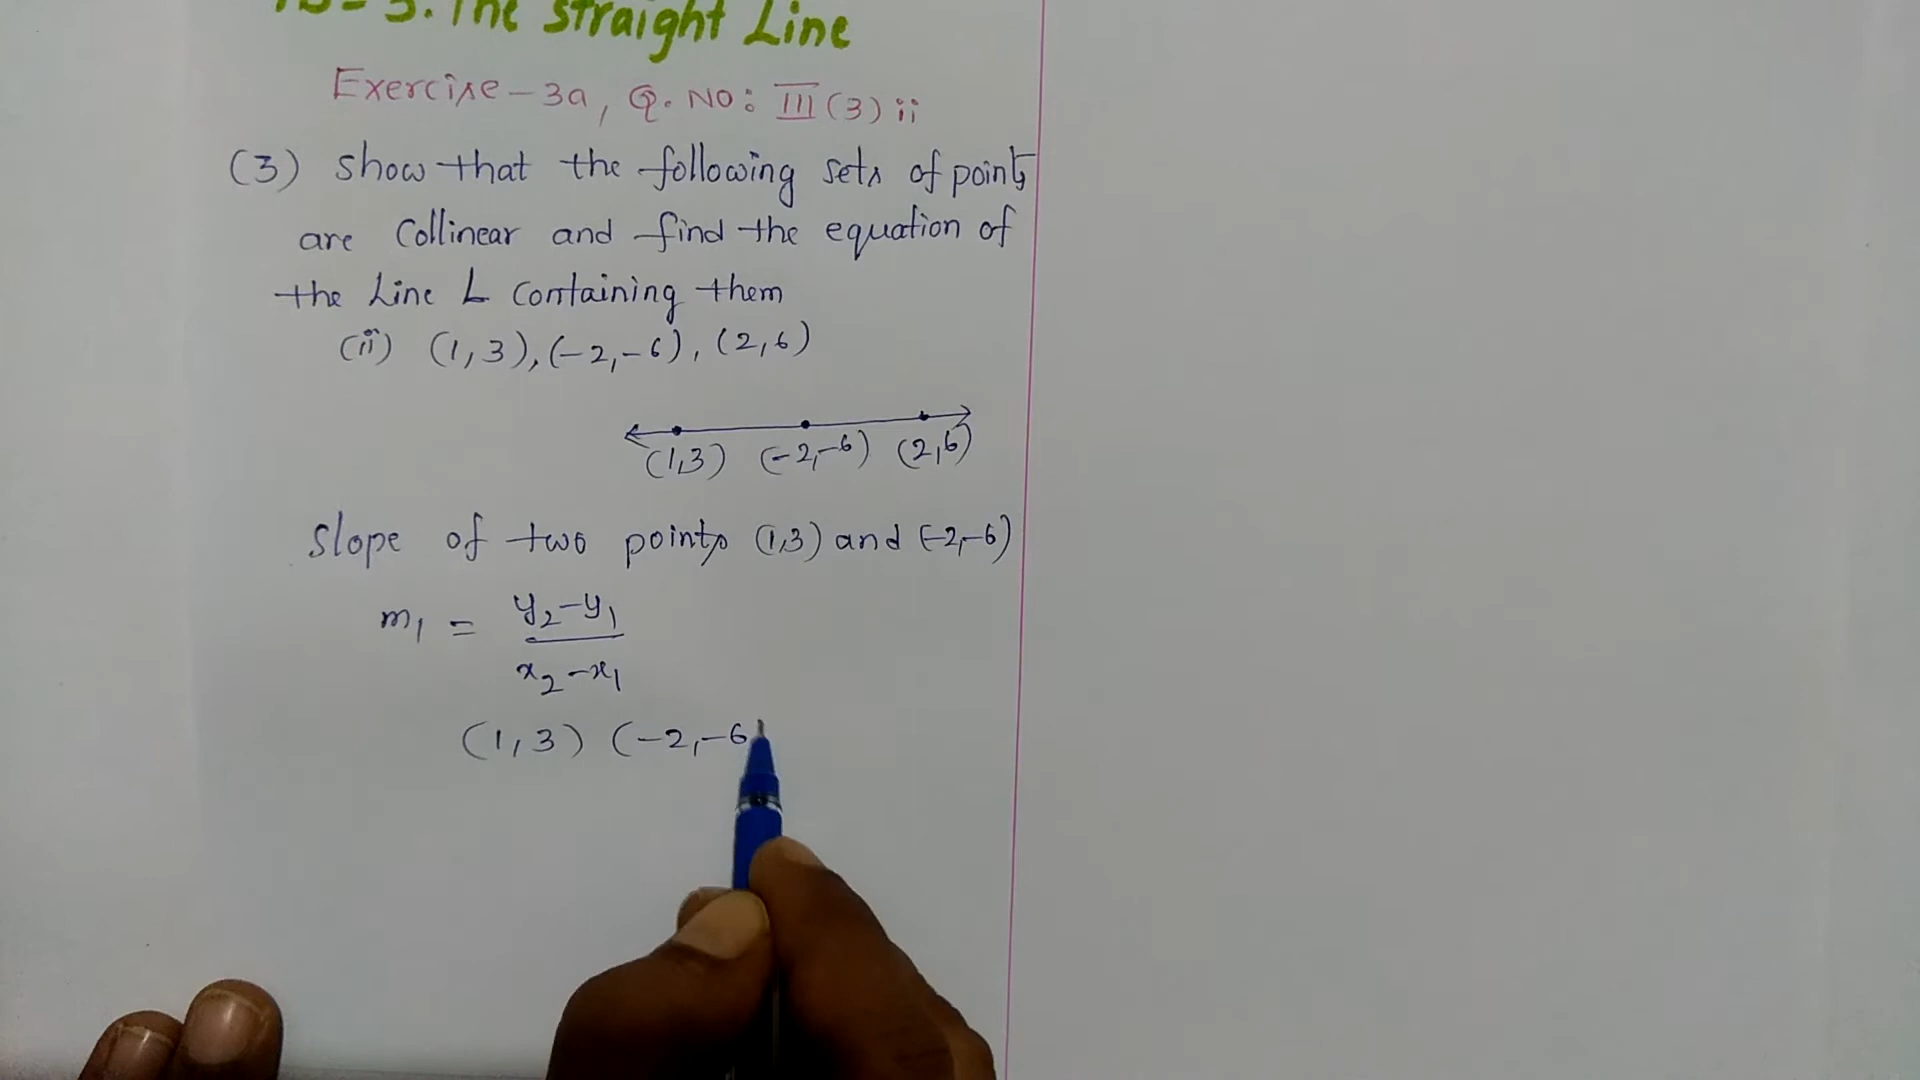 3. The Straight Line
Exercise-3a, Q. NO: III (3) ii
(3) Show that the following sets of points
are Collinear and find the equation of
the Line L Containing them
(ii) (1,3), (-2,-6), (2,6)
(1,3) (-2,-6) (2,6)
Slope of two points (1,3) and (-2,-6)
m₁ = y₂-y₁
x₂-x₁
(1,3) (-2,-6